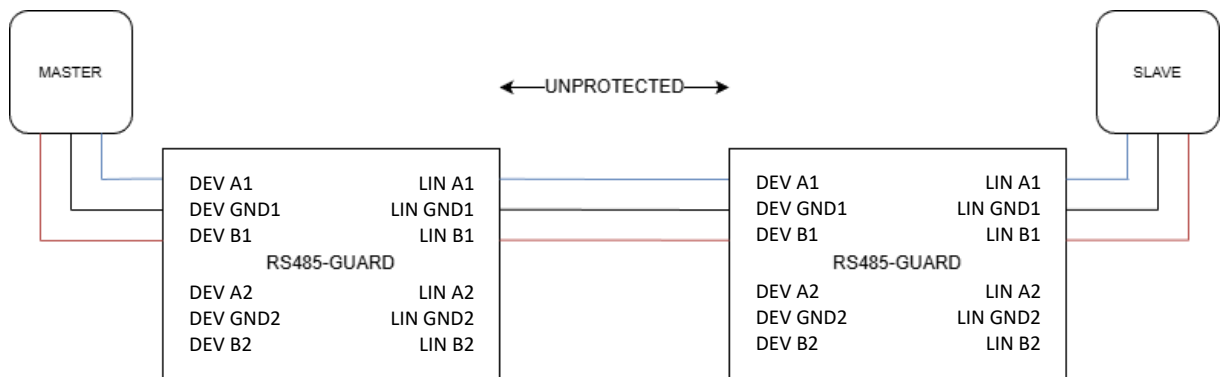 MASTER
UNPROTECTED
SLAVE
DEV A1 LIN A1
DEV GND1 LIN GND1
DEV B1 LIN B1
RS485-GUARD
DEV A2 LIN A2
DEV GND2 LIN GND2
DEV B2 LIN B2
DEV A1 LIN A1
DEV GND1 LIN GND1
DEV B1 LIN B1
RS485-GUARD
DEV A2 LIN A2
DEV GND2 LIN GND2
DEV B2 LIN B2